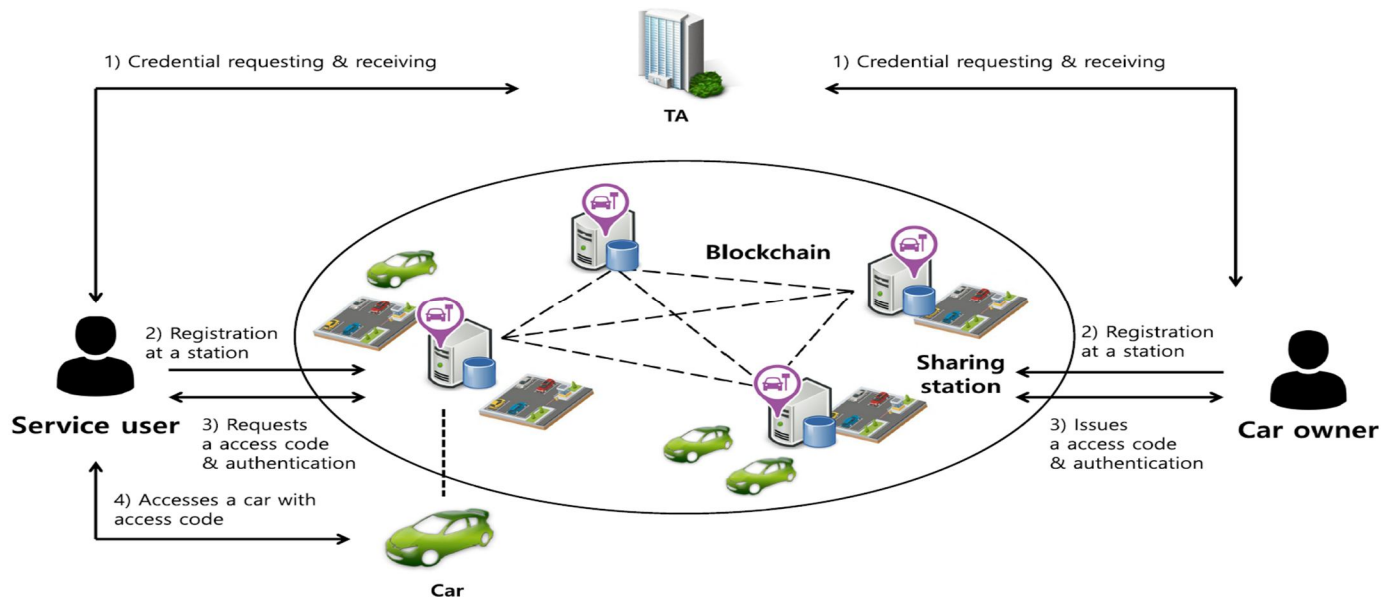 1) Credential requesting & receiving
1) Credential requesting & receiving
TA
Blockchain
2) Registration
at a station
Sharing
station
2) Registration
at a station
Service user
3) Requests
a access code
& authentication
3) Issues
a access code
& authentication
Car owner
4) Accesses a car with
access code
Car